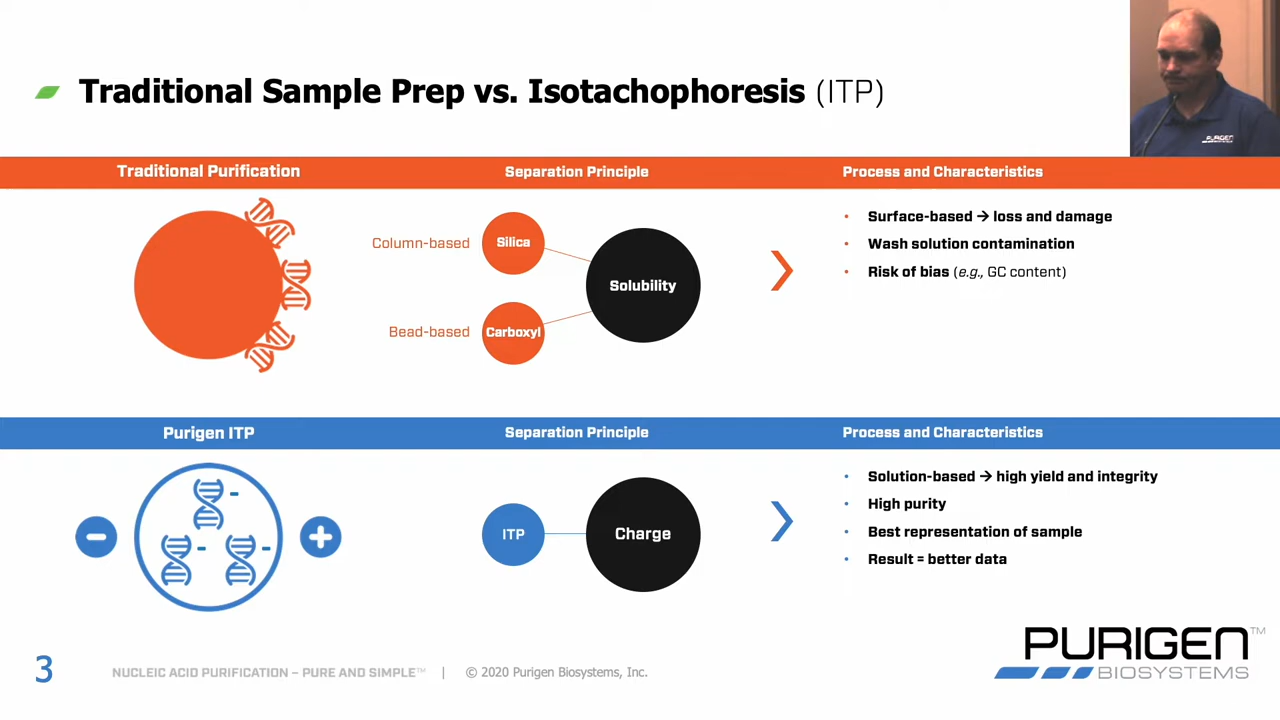 Traditional Sample Prep vs. Isotachophoresis (ITP)
PURIGEN
BIOSYSTEMS
Traditional Purification
Separation Principle
Process and Characteristics
Column-based
Silica
Bead-based
Carboxyl
Solubility
• Surface-based → loss and damage
• Wash solution contamination
• Risk of bias (e.g., GC content)
Purigen ITP
Separation Principle
Process and Characteristics
-
-
-
-
+
ITP
Charge
• Solution-based → high yield and integrity
• High purity
• Best representation of sample
• Result = better data
3
NUCLEIC ACID PURIFICATION – PURE AND SIMPLE™ | © 2020 Purigen Biosystems, Inc.
PURIGEN™
BIOSYSTEMS